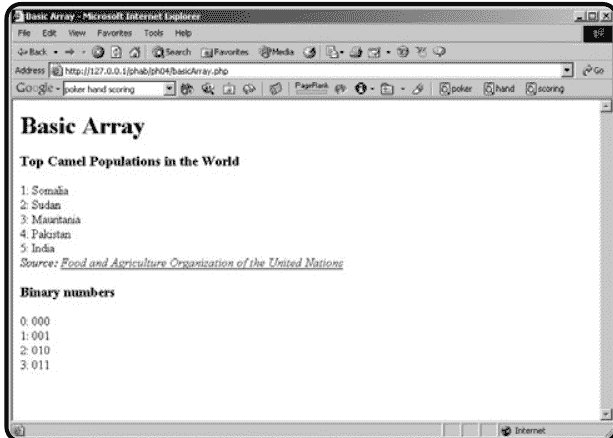 Basic Array - Microsoft Internet Explorer
File Edit View Favorites Tools Help
Back Search Favorites Media
Address http://127.0.0.1/phab/ph04/basicArray.php Go
Google poker hand scoring PageRank poker hand scoring
Basic Array
Top Camel Populations in the World
1: Somalia
2: Sudan
3: Mauritania
4: Pakistan
5: India
Source: Food and Agriculture Organization of the United Nations
Binary numbers
0: 000
1: 001
2: 010
3: 011
Internet